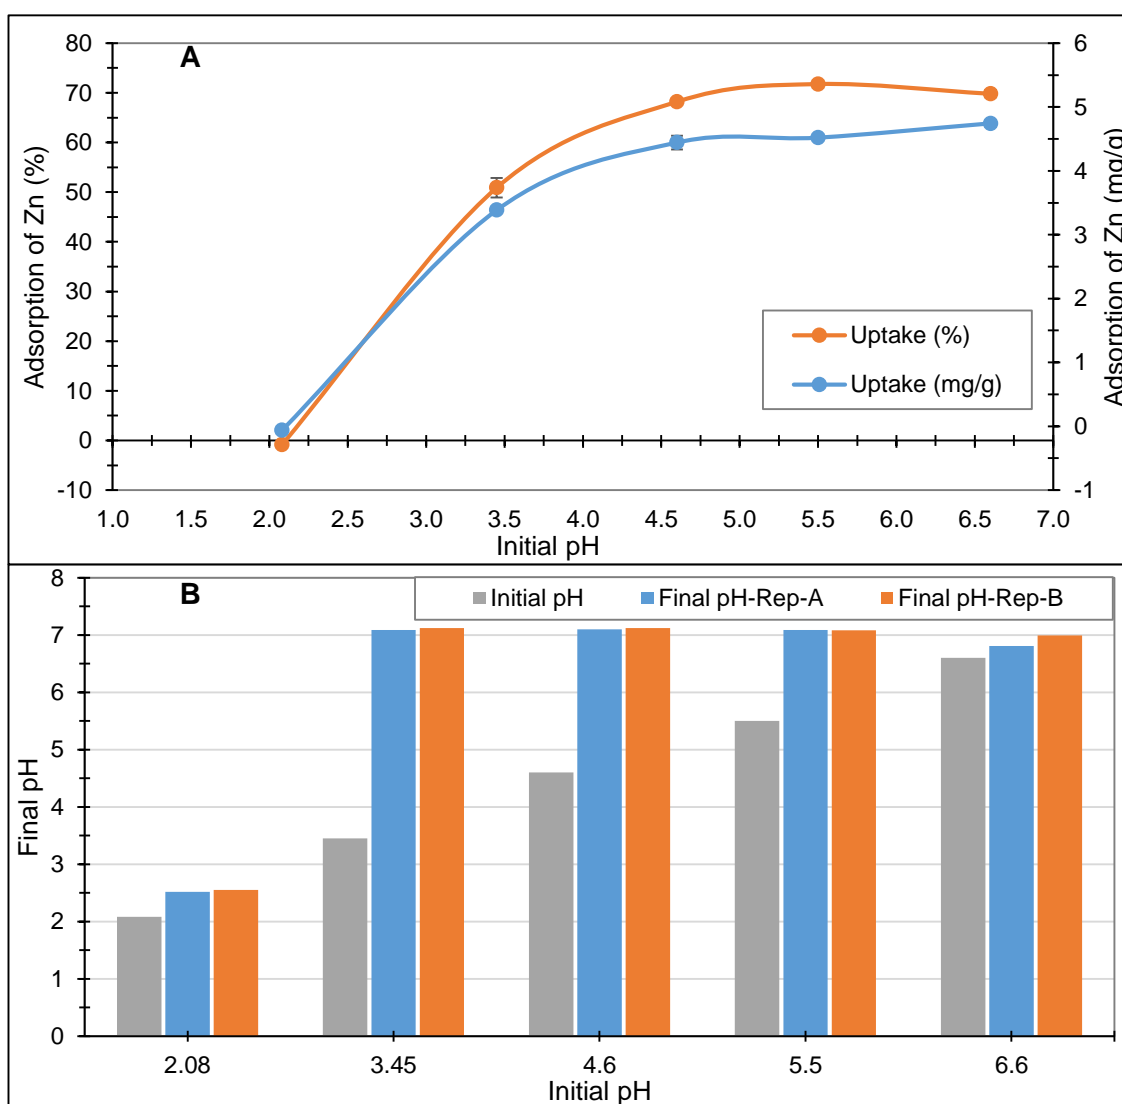 A
80
70
60
50
40
30
20
10
0
-10
Adsorption of Zn (%)
6
5
4
3
2
1
0
-1
Adsorption of Zn (mg/g)
Uptake (%)
Uptake (mg/g)
1.0 1.5 2.0 2.5 3.0 3.5 4.0 4.5 5.0 5.5 6.0 6.5 7.0
Initial pH
B
Initial pH Final pH-Rep-A Final pH-Rep-B
8
7
6
5
4
3
2
1
0
Final pH
2.08 3.45 4.6 5.5 6.6
Initial pH